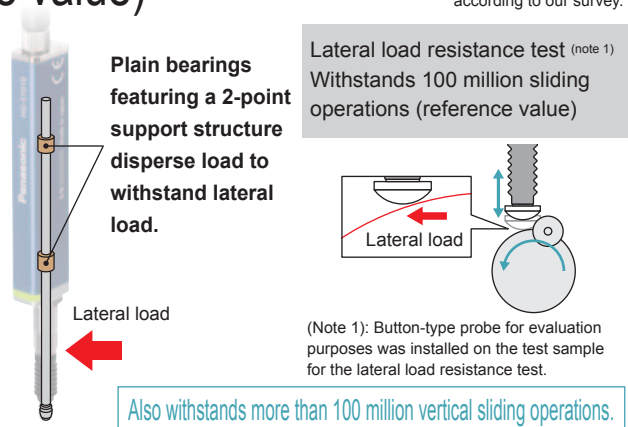 e value)
according to our survey.
Plain bearings
featuring a 2-point
support structure
disperse load to
withstand lateral
load.
Lateral load resistance test (note 1)
Withstands 100 million sliding
operations (reference value)
Panasonic
Lateral load
Lateral load
(Note 1): Button-type probe for evaluation
purposes was installed on the test sample
for the lateral load resistance test.
Also withstands more than 100 million vertical sliding operations.